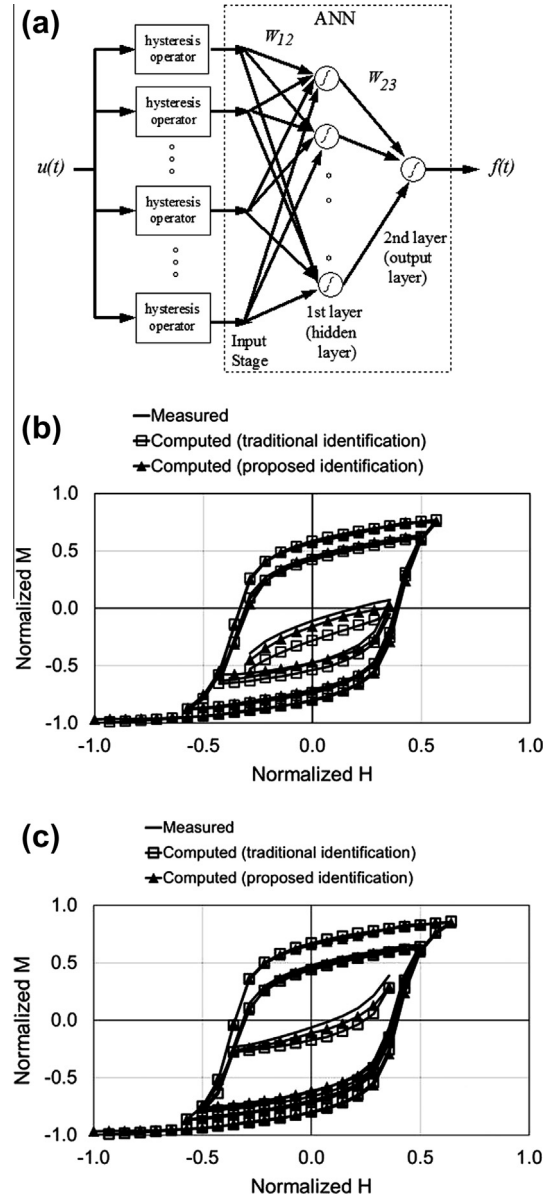 (a)
ANN
hysteresis
operator
W12
W23
hysteresis
operator
u(t)
f(t)
hysteresis
operator
2nd layer
(output
layer)
hysteresis
operator
1st layer
(hidden
layer)
Input
Stage
(b)
Measured
Computed (traditional identification)
Computed (proposed identification)
Normalized M
1.0
0.5
0.0
-0.5
-1.0
-1.0
-0.5
0.0
0.5
1.0
Normalized H
(c)
Measured
Computed (traditional identification)
Computed (proposed identification)
Normalized M
1.0
0.5
0.0
-0.5
-1.0
-1.0
-0.5
0.0
0.5
1.0
Normalized H